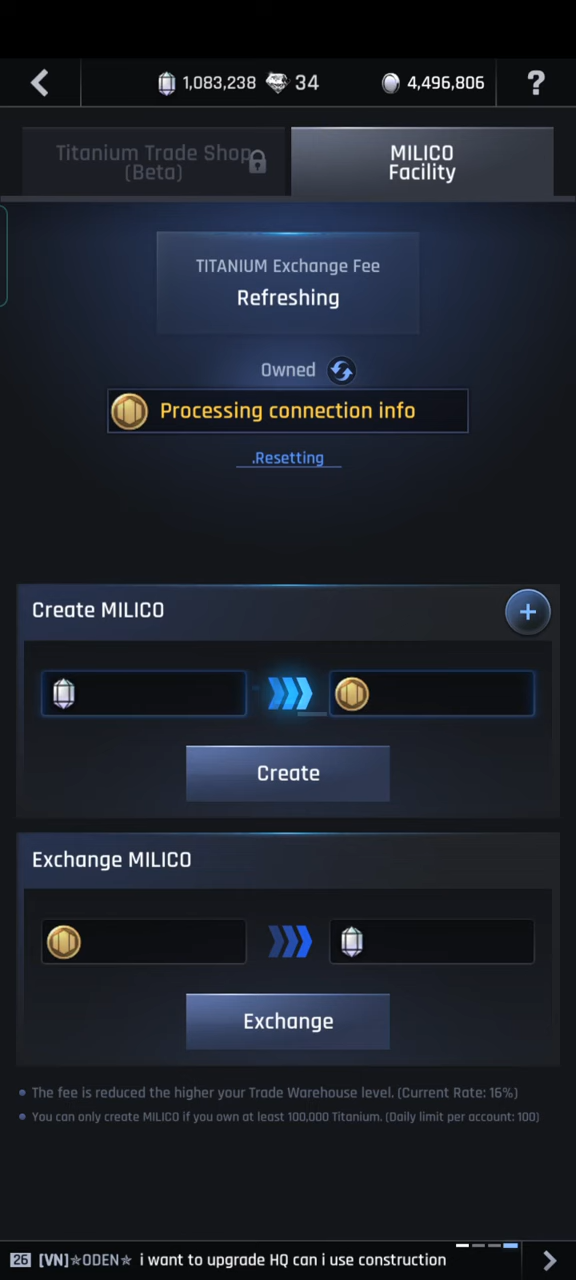 1,083,238 34 4,496,806 ?
Titanium Trade Shop
(Beta)
MILICO
Facility
TITANIUM Exchange Fee
Refreshing
Owned
Processing connection info
.Resetting
Create MILICO
Create
Exchange MILICO
Exchange
The fee is reduced the higher your Trade Warehouse level. (Current Rate: 16%)
You can only create MILICO if you own at least 100,000 Titanium. (Daily limit per account: 100)
26 [VN]✯ODEN✯ i want to upgrade HQ can i use construction